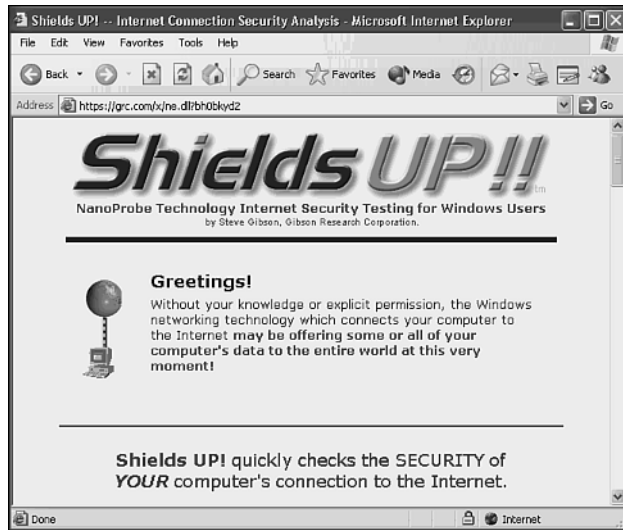 Shields UP! -- Internet Connection Security Analysis - Microsoft Internet Explorer
File Edit View Favorites Tools Help
Back Search Favorites Media
Address https://grc.com/x/ne.dll?bh0bkyd2 Go
Shields UP!!
tm
NanoProbe Technology Internet Security Testing for Windows Users
by Steve Gibson, Gibson Research Corporation.
Greetings!
Without your knowledge or explicit permission, the Windows
networking technology which connects your computer to
the Internet may be offering some or all of your
computer's data to the entire world at this very
moment!
Shields UP! quickly checks the SECURITY of
YOUR computer's connection to the Internet.
Done Internet